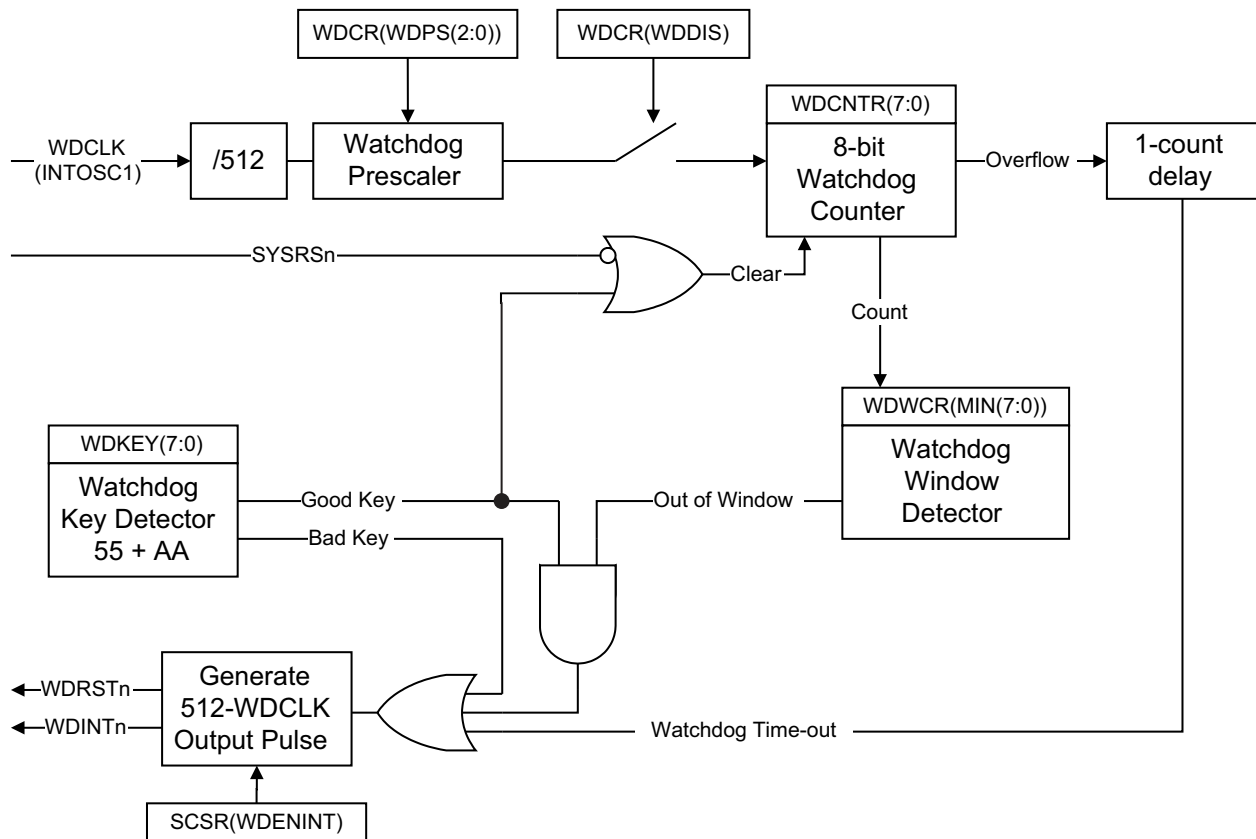 WDCR(WDPS(2:0))
WDCR(WDDIS)
WDCNTR(7:0)
WDCLK
(INTOSC1)
/512
Watchdog
Prescaler
8-bit
Watchdog
Counter
Overflow
1-count
delay
SYSRSn
Clear
Count
WDWCR(MIN(7:0))
Watchdog
Window
Detector
WDKEY(7:0)
Watchdog
Key Detector
55 + AA
Good Key
Bad Key
Out of Window
WDRSTn
WDINTn
Generate
512-WDCLK
Output Pulse
Watchdog Time-out
SCSR(WDENINT)